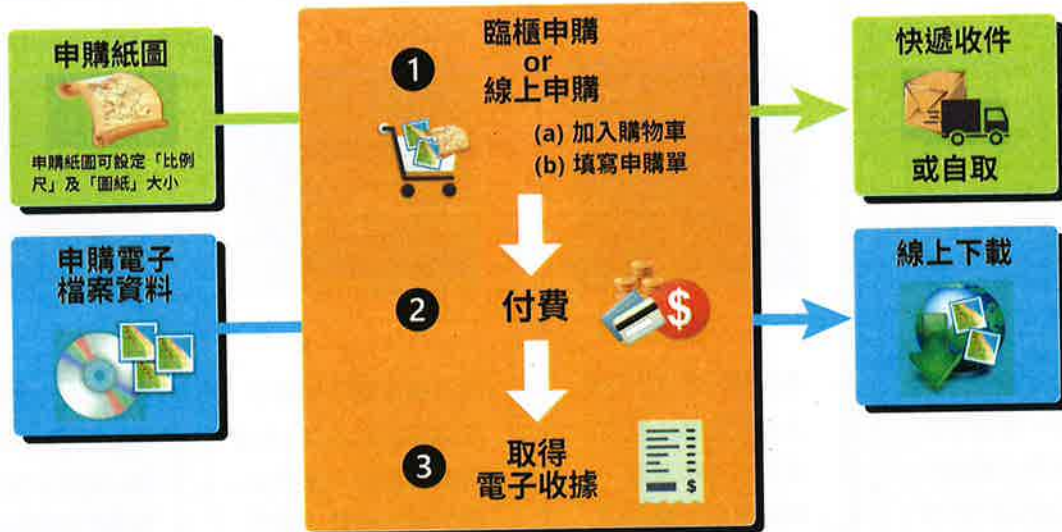 申購紙圖
申購紙圖可設定「比例
尺」及「圖紙」大小
申購電子
檔案資料
1
臨櫃申購
or
線上申購
(a) 加入購物車
(b) 填寫申購單
2
付費
$
3
取得
電子收據
$
快遞收件
或自取
線上下載